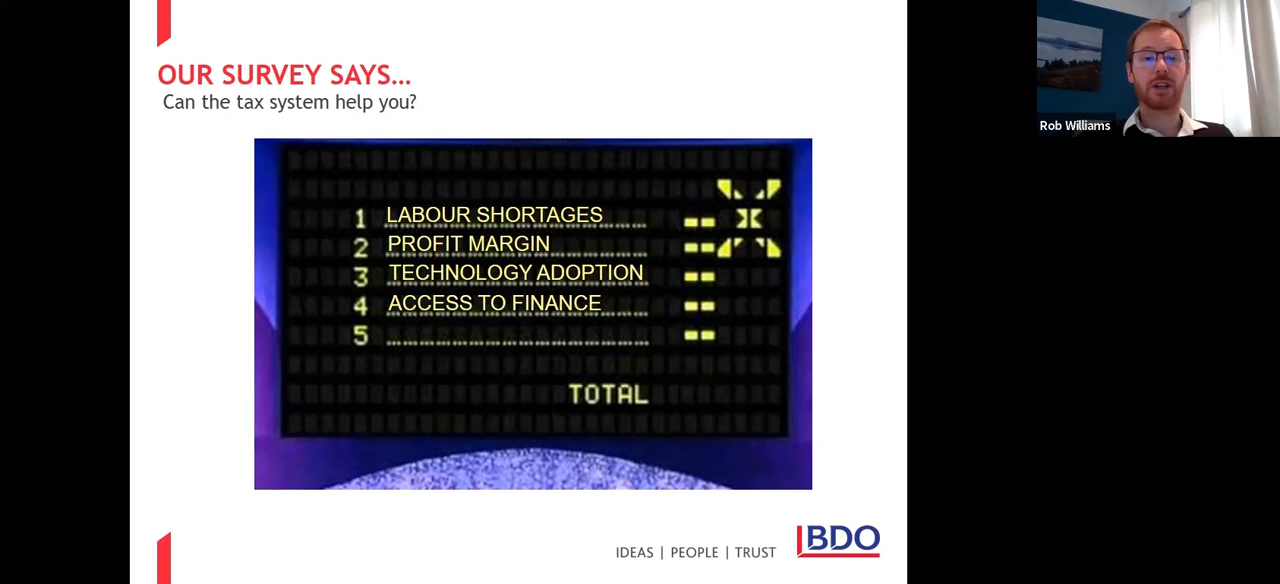 OUR SURVEY SAYS...
Can the tax system help you?
1 LABOUR SHORTAGES
2 PROFIT MARGIN
3 TECHNOLOGY ADOPTION
4 ACCESS TO FINANCE
5
TOTAL
IDEAS | PEOPLE | TRUST
BDO
Rob Williams